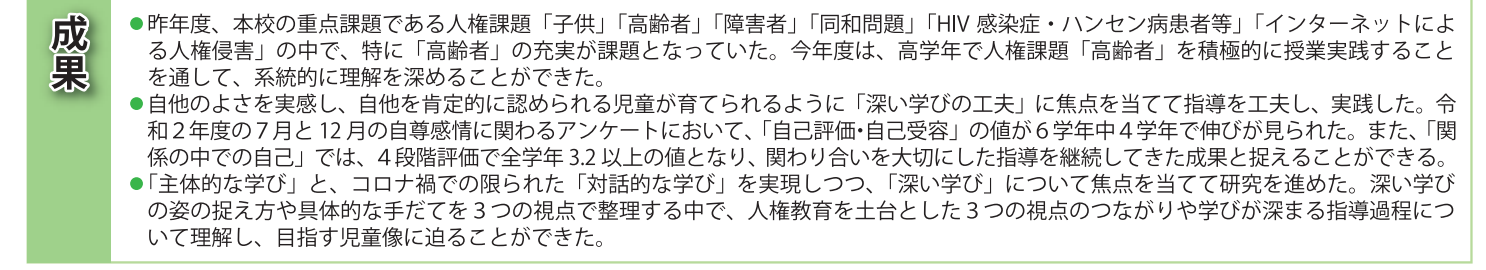 成果
●昨年度、本校の重点課題である人権課題「子供」「高齢者」「障害者」「同和問題」「HIV 感染症・ハンセン病患者等」「インターネットによ
る人権侵害」の中で、特に「高齢者」の充実が課題となっていた。今年度は、高学年で人権課題「高齢者」を積極的に授業実践すること
を通して、系統的に理解を深めることができた。
●自他のよさを実感し、自他を肯定的に認められる児童が育てられるように「深い学びの工夫」に焦点を当てて指導を工夫し、実践した。令
和２年度の７月と 12 月の自尊感情に関わるアンケートにおいて、「自己評価・自己受容」の値が６学年中４学年で伸びが見られた。また、「関
係の中での自己」では、４段階評価で全学年 3.2 以上の値となり、関わり合いを大切にした指導を継続してきた成果と捉えることができる。
●「主体的な学び」と、コロナ禍での限られた「対話的な学び」を実現しつつ、「深い学び」について焦点を当てて研究を進めた。深い学び
の姿の捉え方や具体的な手だてを３つの視点で整理する中で、人権教育を土台とした３つの視点のつながりや学びが深まる指導過程につ
いて理解し、目指す児童像に迫ることができた。